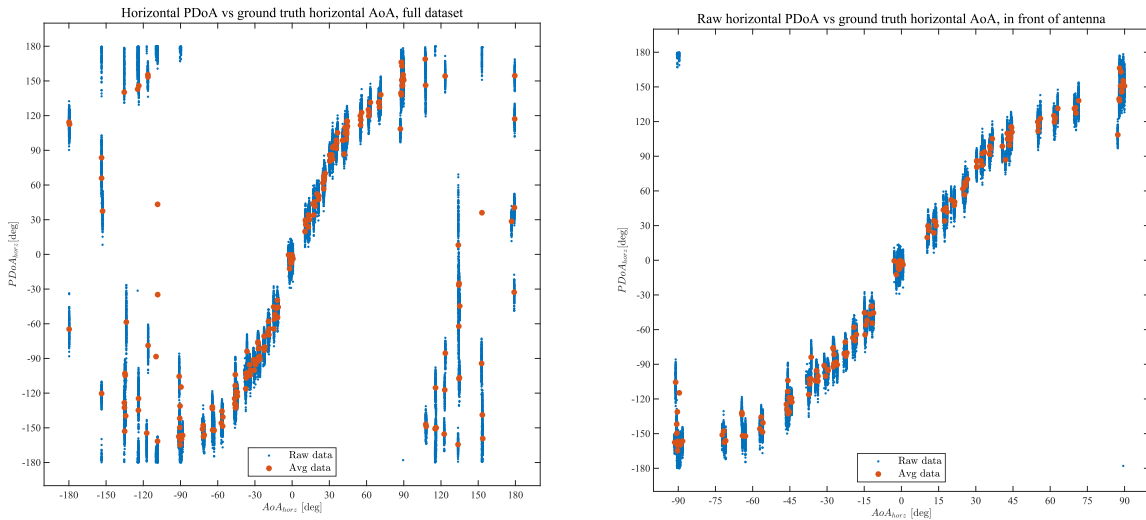 Horizontal PDoA vs ground truth horizontal AoA, full dataset
180
150
120
90
60
30
0
-30
-60
-90
-120
-150
-180
PDoA_horz[deg]
-180 -150 -120 -90 -60 -30 0 30 60 90 120 150 180
AoA_horz [deg]
Raw data
Avg data
Raw horizontal PDoA vs ground truth horizontal AoA, in front of antenna
180
150
120
90
60
30
0
-30
-60
-90
-120
-150
-180
PDoA_horz[deg]
-90 -75 -60 -45 -30 -15 0 15 30 45 60 75 90
AoA_horz [deg]
Raw data
Avg data